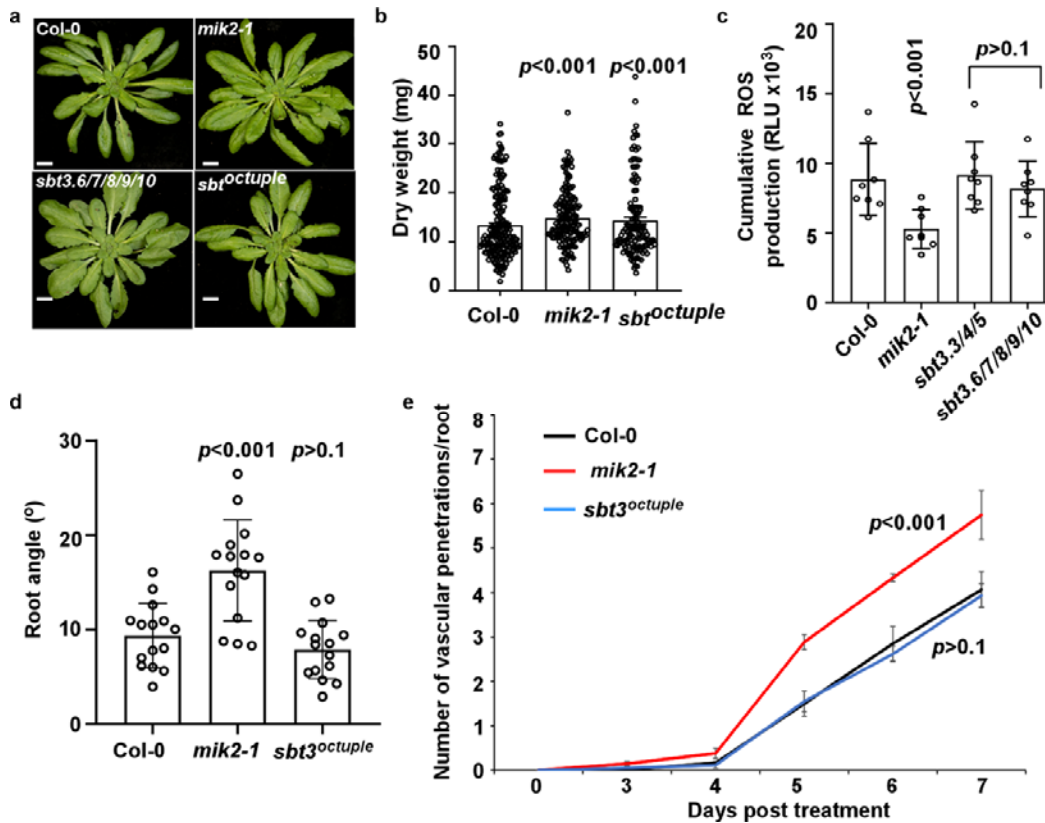 a
Col-0
mik2-1
sbt3.6/7/8/9/10
sbt^octuple
b
Dry weight (mg)
50
40
30
20
10
0
p<0.001
p<0.001
Col-0
mik2-1
sbt^octuple
c
Cumulative ROS
production (RLU x10³)
20
15
10
5
0
p<0.001
p>0.1
Col-0
mik2-1
sbt3.3/4/5
sbt3.6/7/8/9/10
d
Root angle (º)
30
20
10
0
p<0.001
p>0.1
Col-0
mik2-1
sbt3^octuple
e
Number of vascular penetrations/root
8
7
6
5
4
3
2
1
0
Col-0
mik2-1
sbt3^octuple
p<0.001
p>0.1
0
3
4
5
6
7
Days post treatment